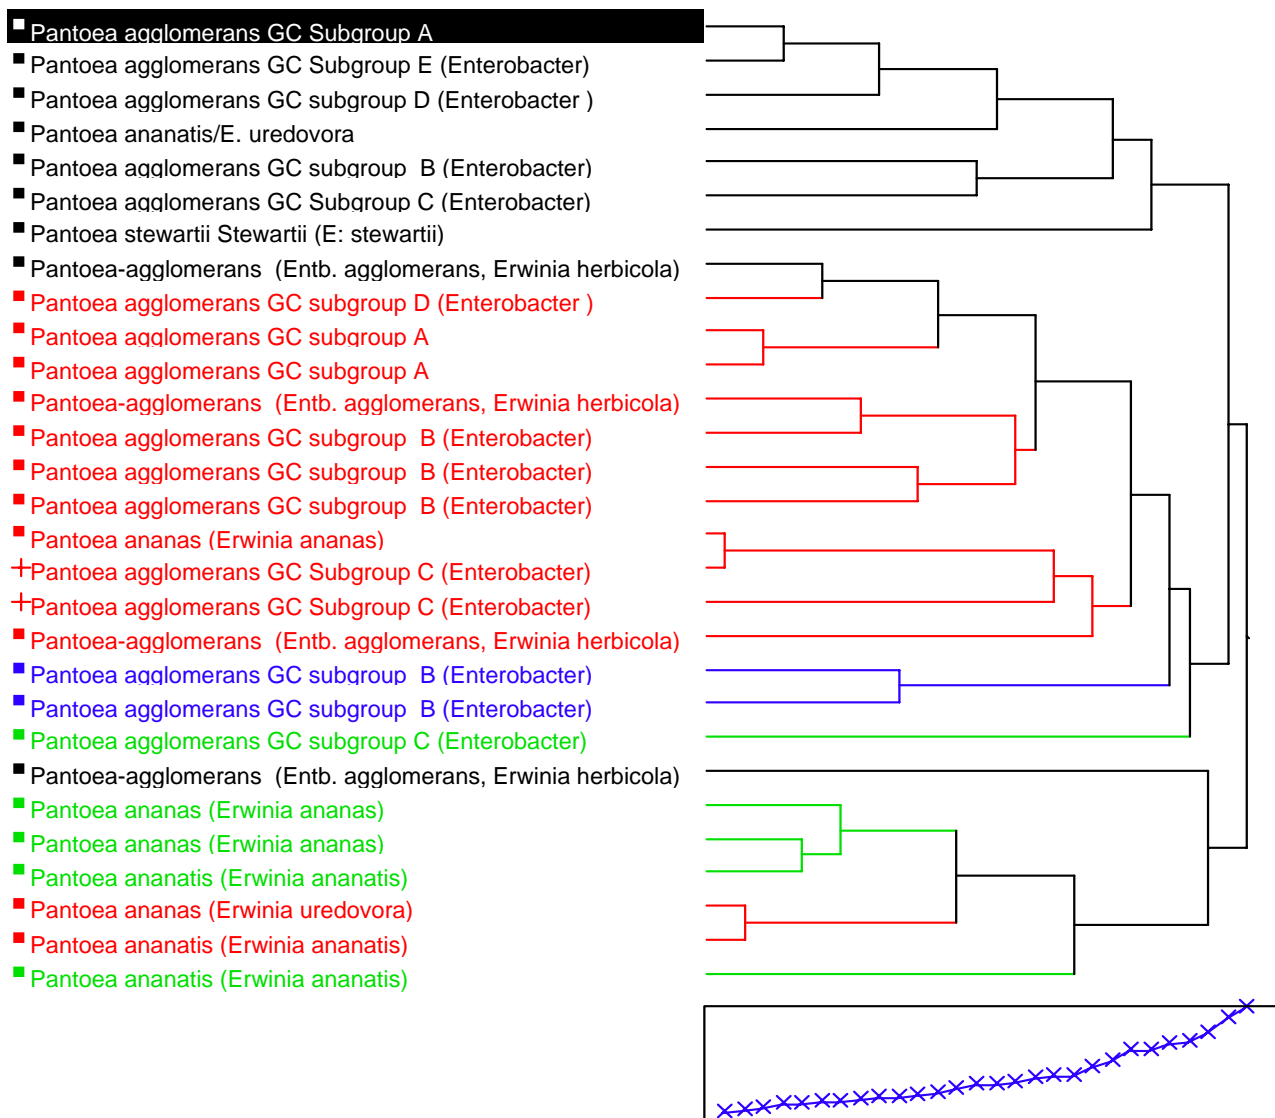 Pantoea agglomerans GC Subgroup A
Pantoea agglomerans GC Subgroup E (Enterobacter)
Pantoea agglomerans GC subgroup D (Enterobacter )
Pantoea ananatis/E. uredovora
Pantoea agglomerans GC subgroup  B (Enterobacter)
Pantoea agglomerans GC Subgroup C (Enterobacter)
Pantoea stewartii Stewartii (E: stewartii)
Pantoea-agglomerans  (Entb. agglomerans, Erwinia herbicola)
Pantoea agglomerans GC subgroup D (Enterobacter )
Pantoea agglomerans GC subgroup A
Pantoea agglomerans GC subgroup A
Pantoea-agglomerans  (Entb. agglomerans, Erwinia herbicola)
Pantoea agglomerans GC subgroup  B (Enterobacter)
Pantoea agglomerans GC subgroup  B (Enterobacter)
Pantoea agglomerans GC subgroup  B (Enterobacter)
Pantoea ananas (Erwinia ananas)
Pantoea agglomerans GC Subgroup C (Enterobacter)
Pantoea agglomerans GC Subgroup C (Enterobacter)
Pantoea-agglomerans  (Entb. agglomerans, Erwinia herbicola)
Pantoea agglomerans GC subgroup  B (Enterobacter)
Pantoea agglomerans GC subgroup  B (Enterobacter)
Pantoea agglomerans GC subgroup C (Enterobacter)
Pantoea-agglomerans  (Entb. agglomerans, Erwinia herbicola)
Pantoea ananas (Erwinia ananas)
Pantoea ananas (Erwinia ananas)
Pantoea ananatis (Erwinia ananatis)
Pantoea ananas (Erwinia uredovora)
Pantoea ananatis (Erwinia ananatis)
Pantoea ananatis (Erwinia ananatis)